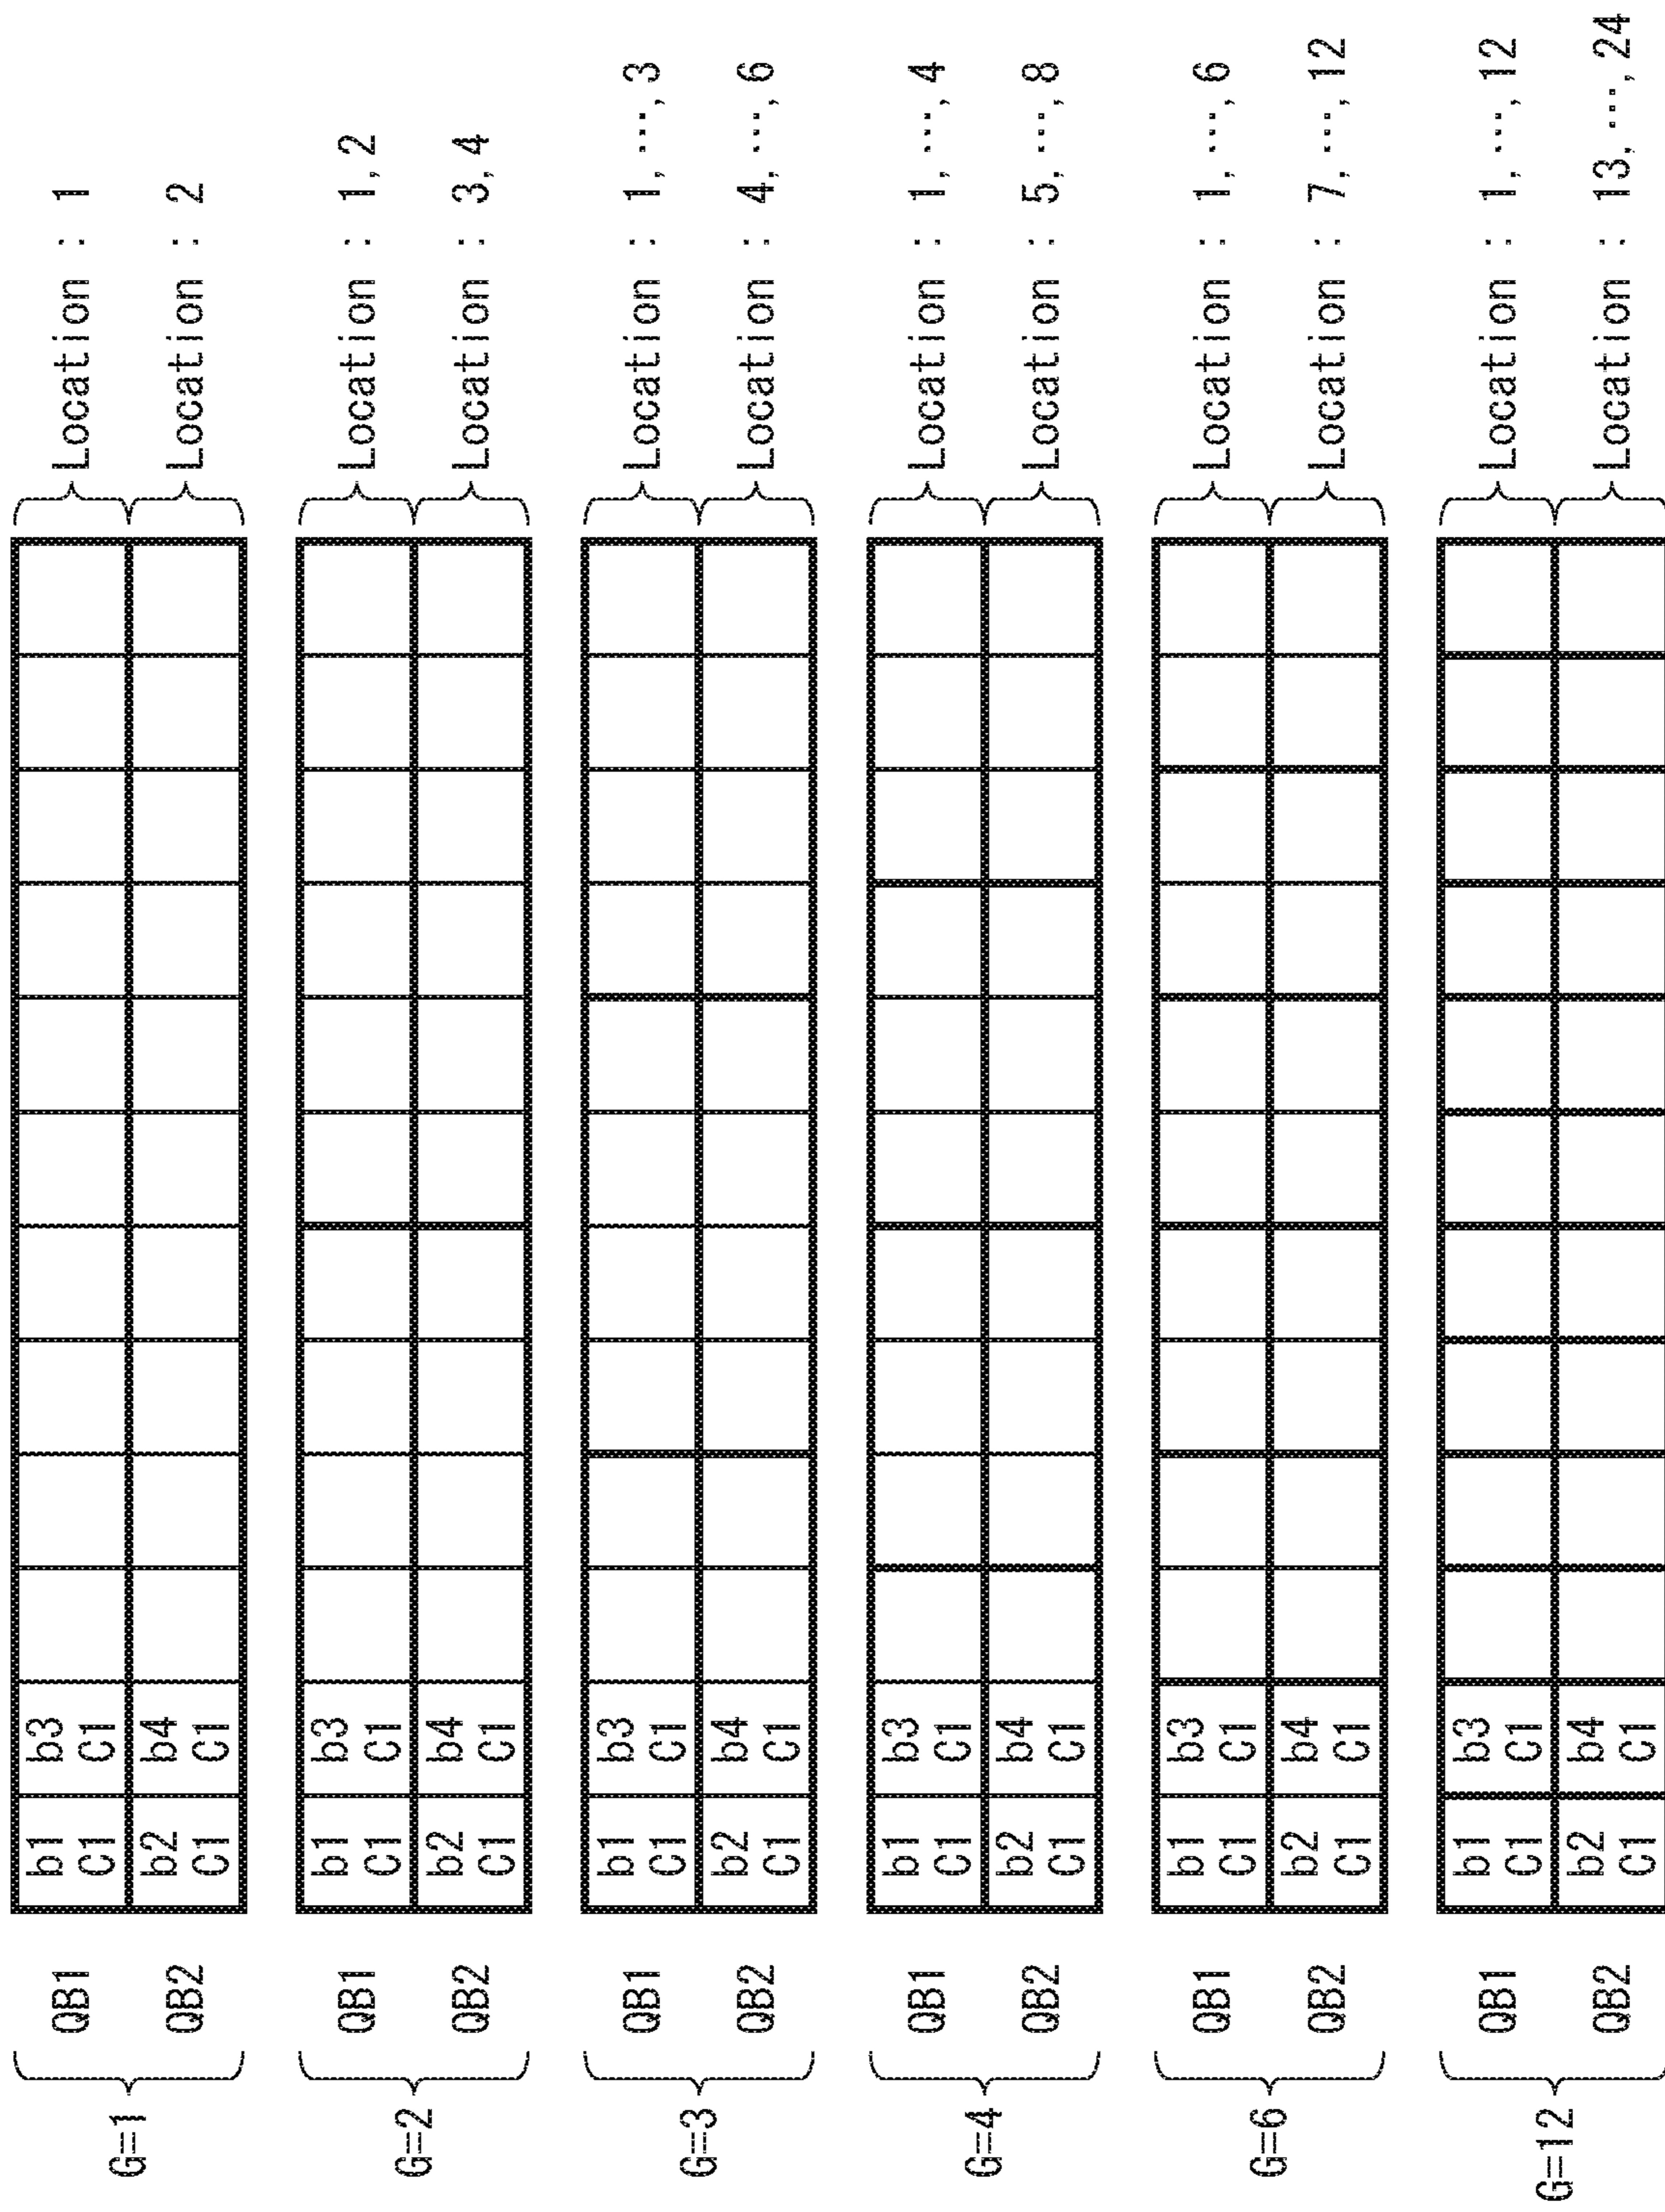 G=1
QB1 b1 C1 b3 C1 Location : 1
QB2 b2 C1 b4 C1 Location : 2
G=2
QB1 b1 C1 b3 C1 Location : 1, 2
QB2 b2 C1 b4 C1 Location : 3, 4
G=3
QB1 b1 C1 b3 C1 Location : 1, ⋯, 3
QB2 b2 C1 b4 C1 Location : 4, ⋯, 6
G=4
QB1 b1 C1 b3 C1 Location : 1, ⋯, 4
QB2 b2 C1 b4 C1 Location : 5, ⋯, 8
G=6
QB1 b1 C1 b3 C1 Location : 1, ⋯, 6
QB2 b2 C1 b4 C1 Location : 7, ⋯, 12
G=12
QB1 b1 C1 b3 C1 Location : 1, ⋯, 12
QB2 b2 C1 b4 C1 Location : 13, ⋯, 24